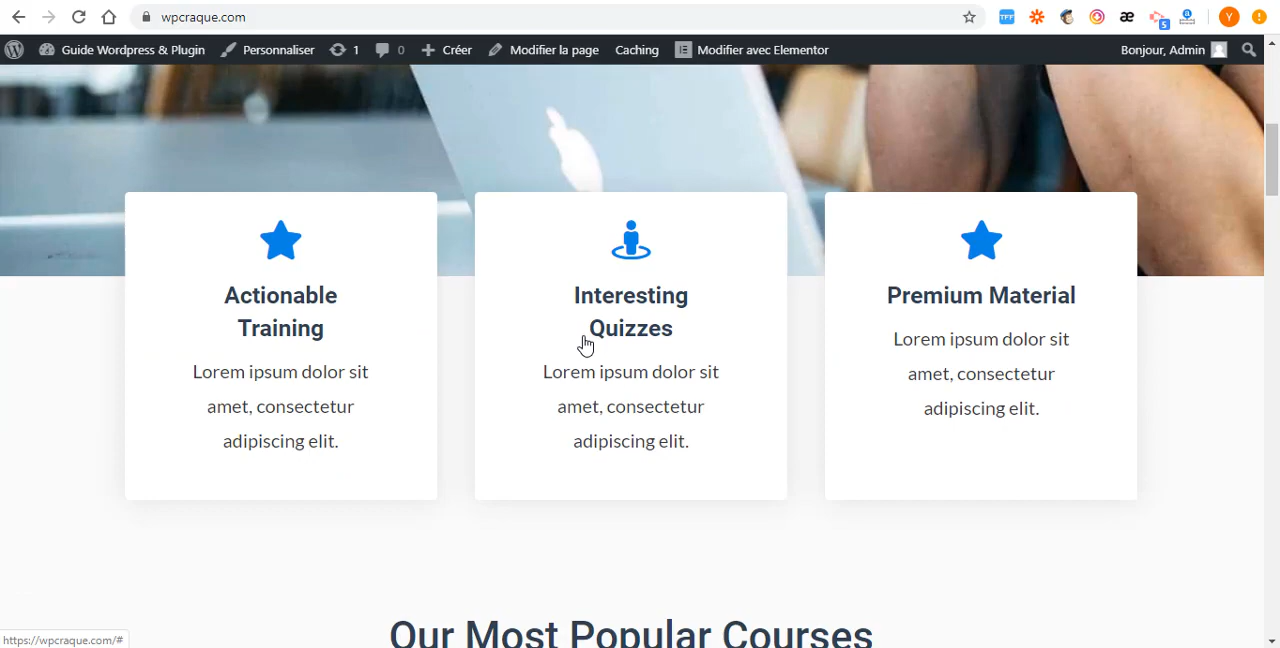 wpcraque.com
TFF
æ
5
Y
Guide Wordpress & Plugin
Personnaliser
1
0
Créer
Modifier la page
Caching
Modifier avec Elementor
Bonjour, Admin
Actionable
Training
Lorem ipsum dolor sit
amet, consectetur
adipiscing elit.
Interesting
Quizzes
Lorem ipsum dolor sit
amet, consectetur
adipiscing elit.
Premium Material
Lorem ipsum dolor sit
amet, consectetur
adipiscing elit.
Our Most Popular Courses
https://wpcraque.com/#